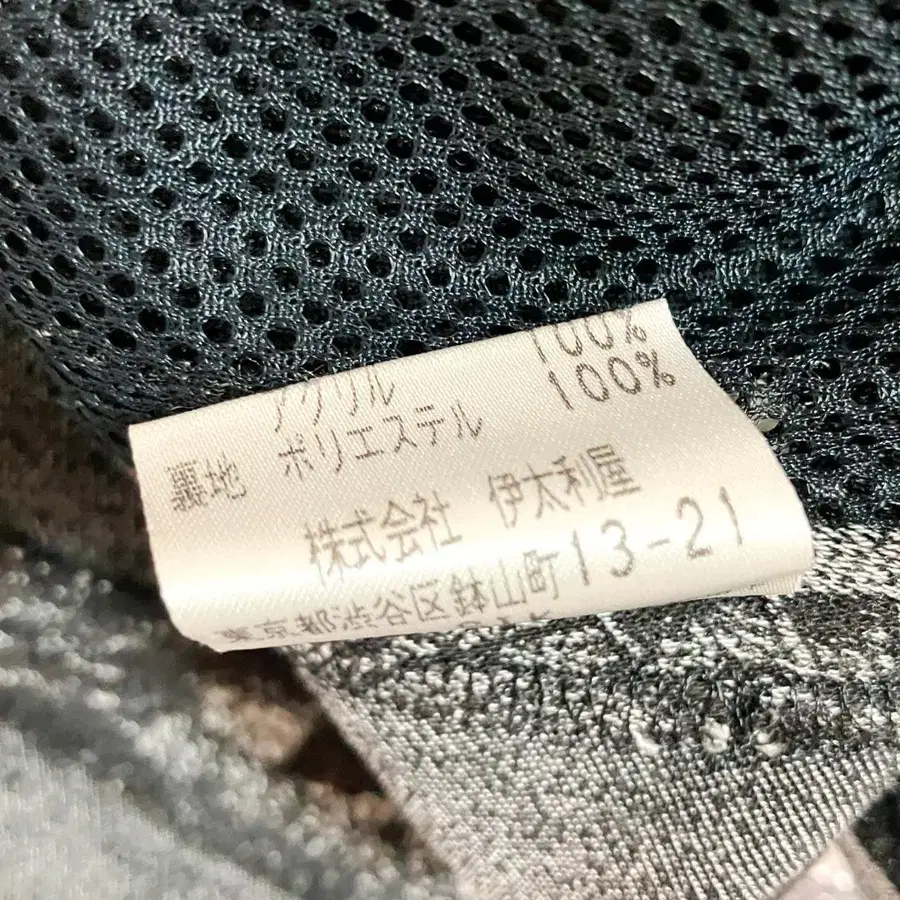 アクリル 100%
裏地 ポリエステル 100%
株式会社 伊太利屋
東京都渋谷区鉢山町13-21